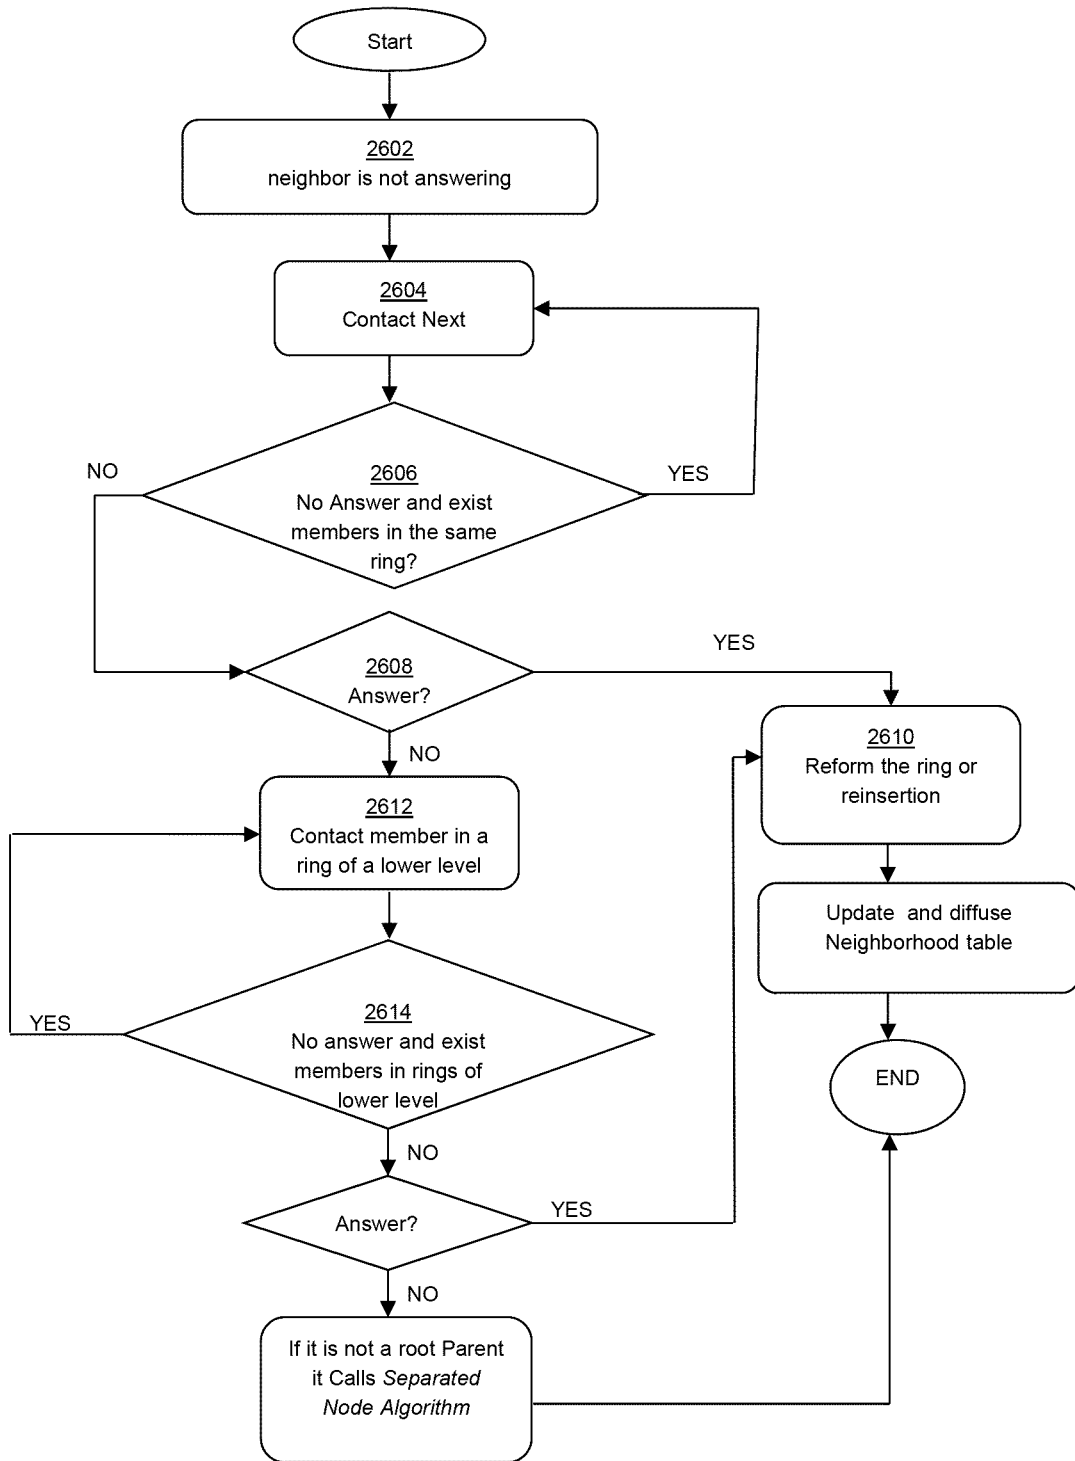 Start
2602
neighbor is not answering
2604
Contact Next
NO
2606
YES
No Answer and exist
members in the same
ring?
YES
2608
Answer?
NO
2610
Reform the ring or
reinsertion
2612
Contact member in a
ring of a lower level
Update and diffuse
Neighborhood table
YES
2614
No answer and exist
members in rings of
lower level
END
NO
Answer?
YES
NO
If it is not a root Parent
it Calls Separated
Node Algorithm